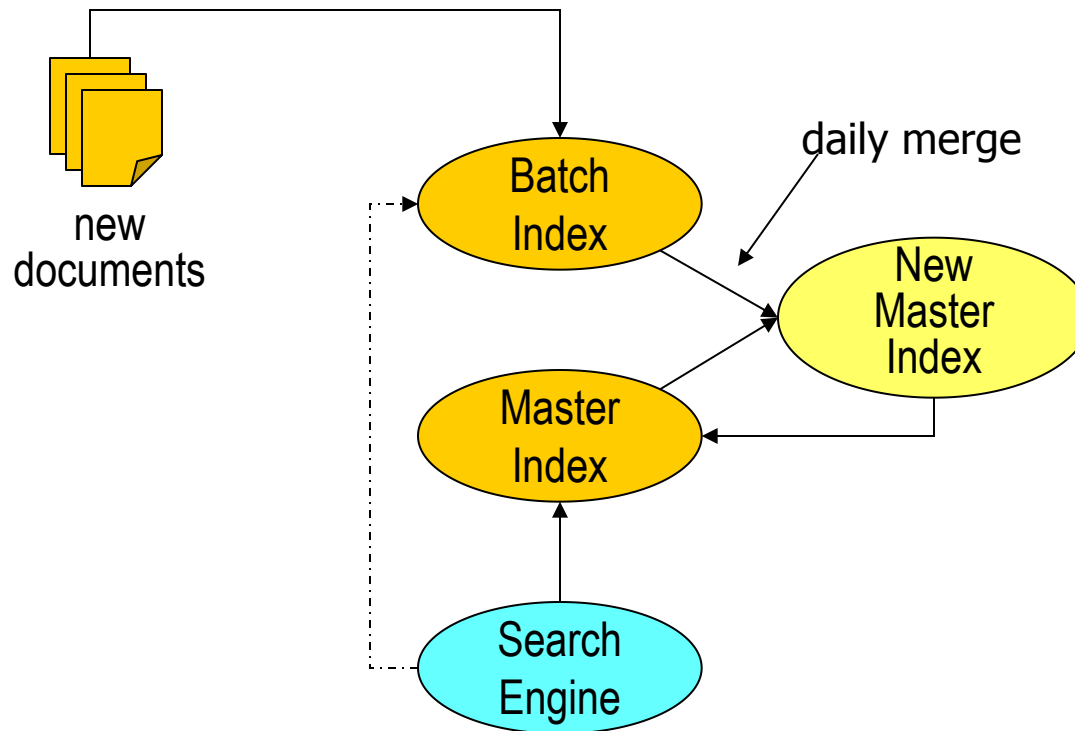 new
documents
Batch
Index
daily merge
New
Master
Index
Master
Index
Search
Engine